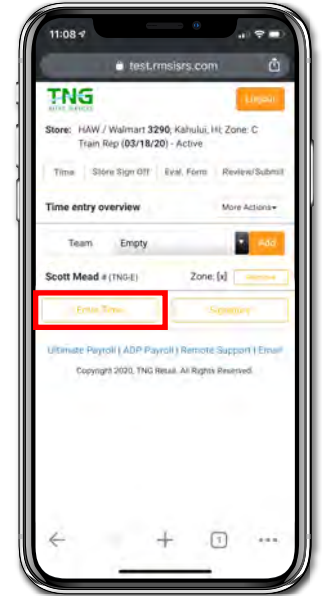 11:08
test.rmsisrs.com
TNG
RETAIL SERVICES
Logout
Store: HAW / Walmart 3290, Kahului, HI; Zone: C
Train Rep (03/18/20) - Active
Time Store Sign Off Eval. Form Review/Submit
Time entry overview More Actions
Team Empty Add
Scott Mead # (TNG-E) Zone: [x]
Enter Time Signature
Ultimate Payroll | ADP Payroll | Remote Support | Email
Copyright 2020, TNG Retail. All Rights Reserved.
1